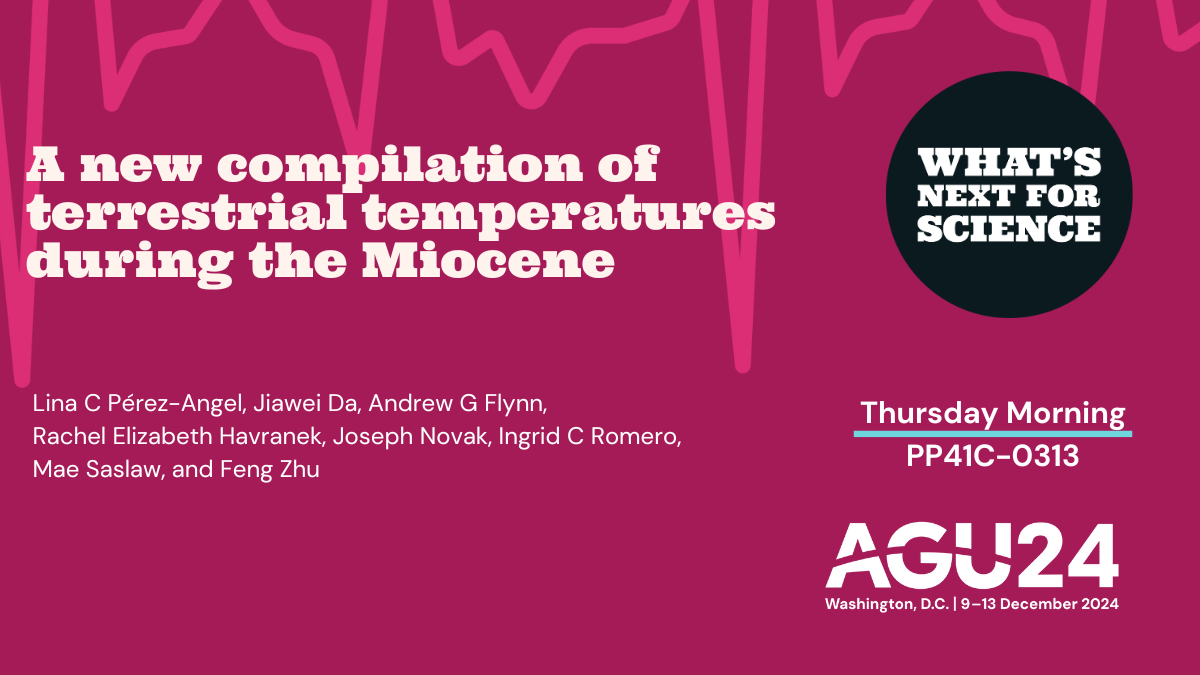 A new compilation of
terrestrial temperatures
during the Miocene
Lina C Pérez-Angel, Jiawei Da, Andrew G Flynn,
Rachel Elizabeth Havranek, Joseph Novak, Ingrid C Romero,
Mae Saslaw, and Feng Zhu
WHAT'S
NEXT FOR
SCIENCE
Thursday Morning
PP41C-0313
AGU24
Washington, D.C. | 9–13 December 2024